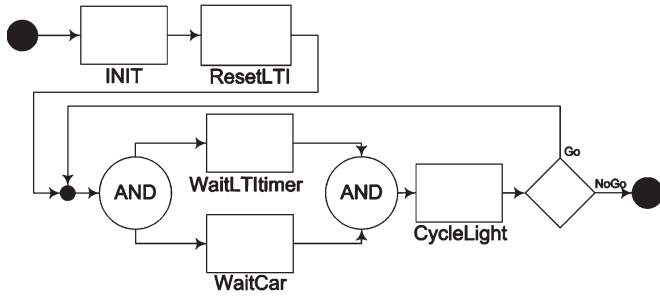 INIT
ResetLTI
Go
AND
WaitLTItimer
AND
NoGo
CycleLight
WaitCar